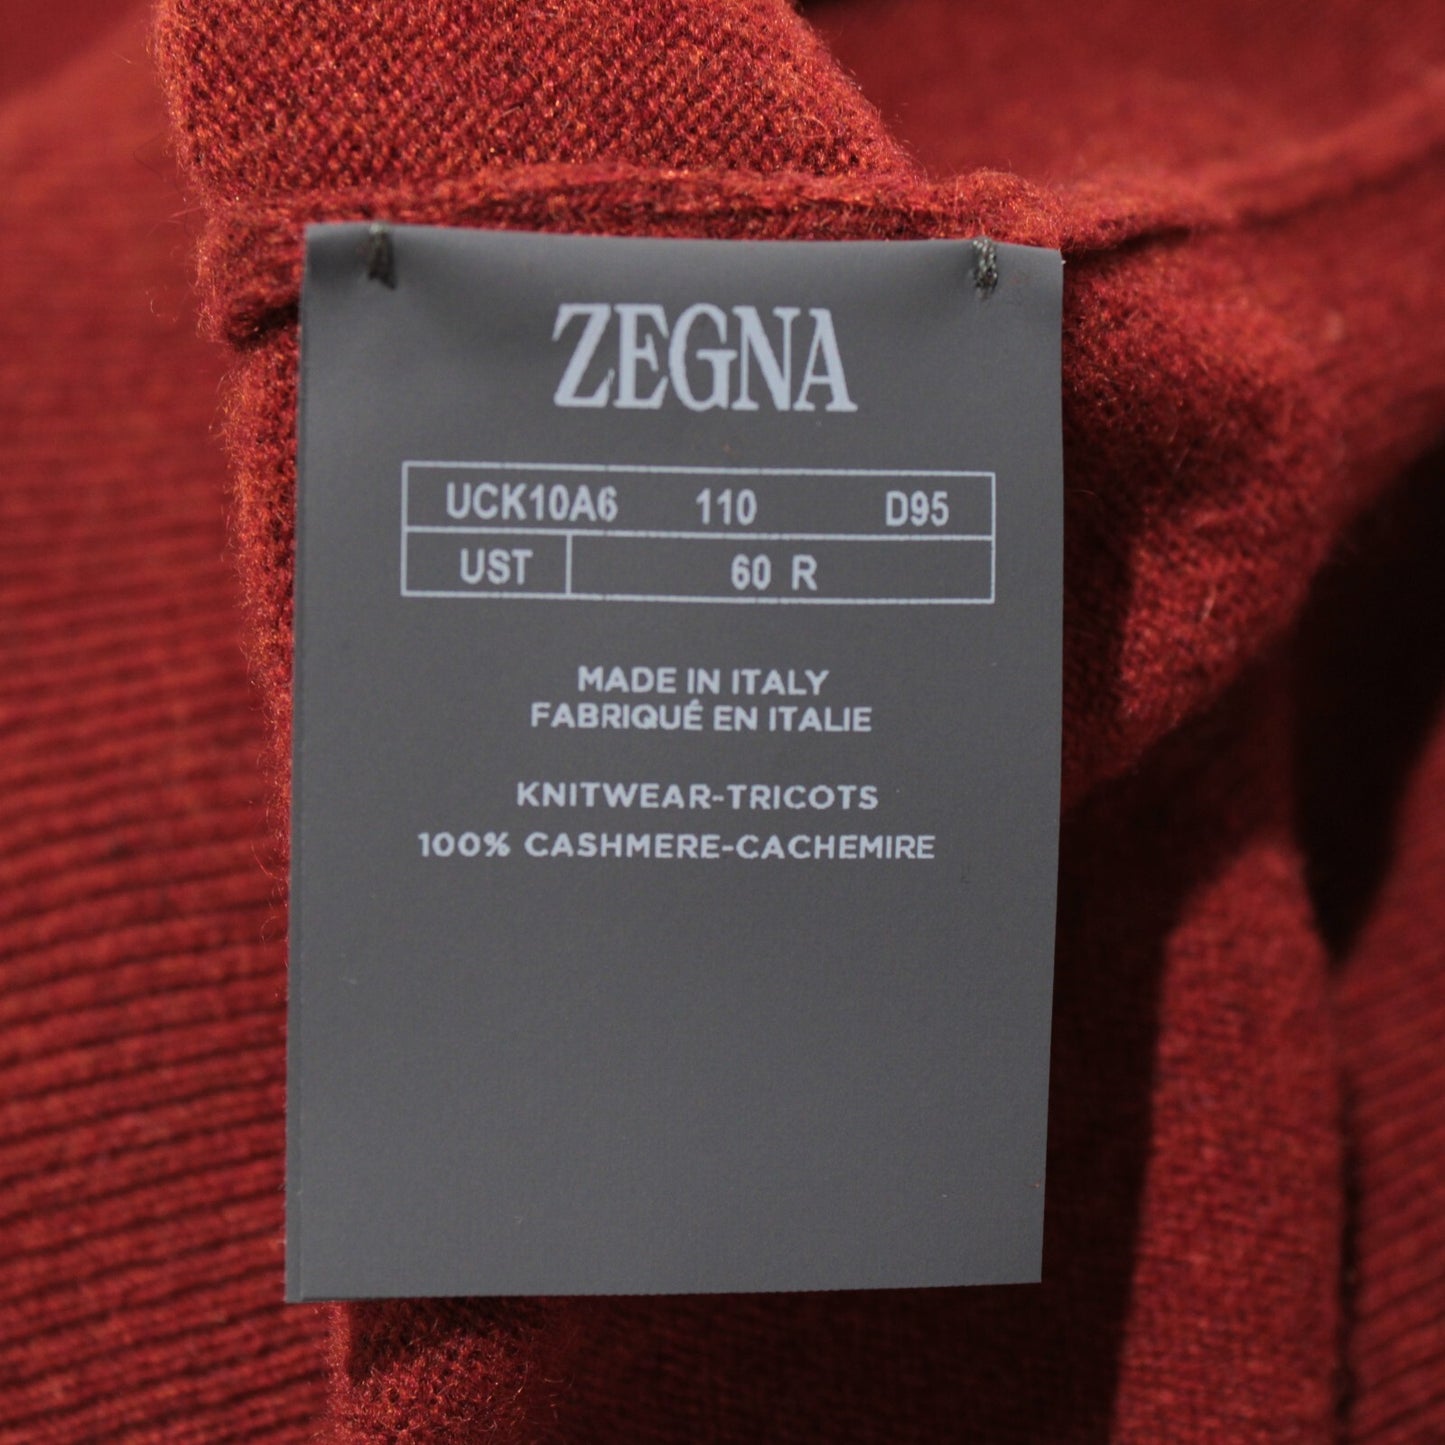 ZEGNA
UCK10A6 110 D95
UST 60 R
MADE IN ITALY
FABRIQUÉ EN ITALIE
KNITWEAR-TRICOTS
100% CASHMERE-CACHEMIRE